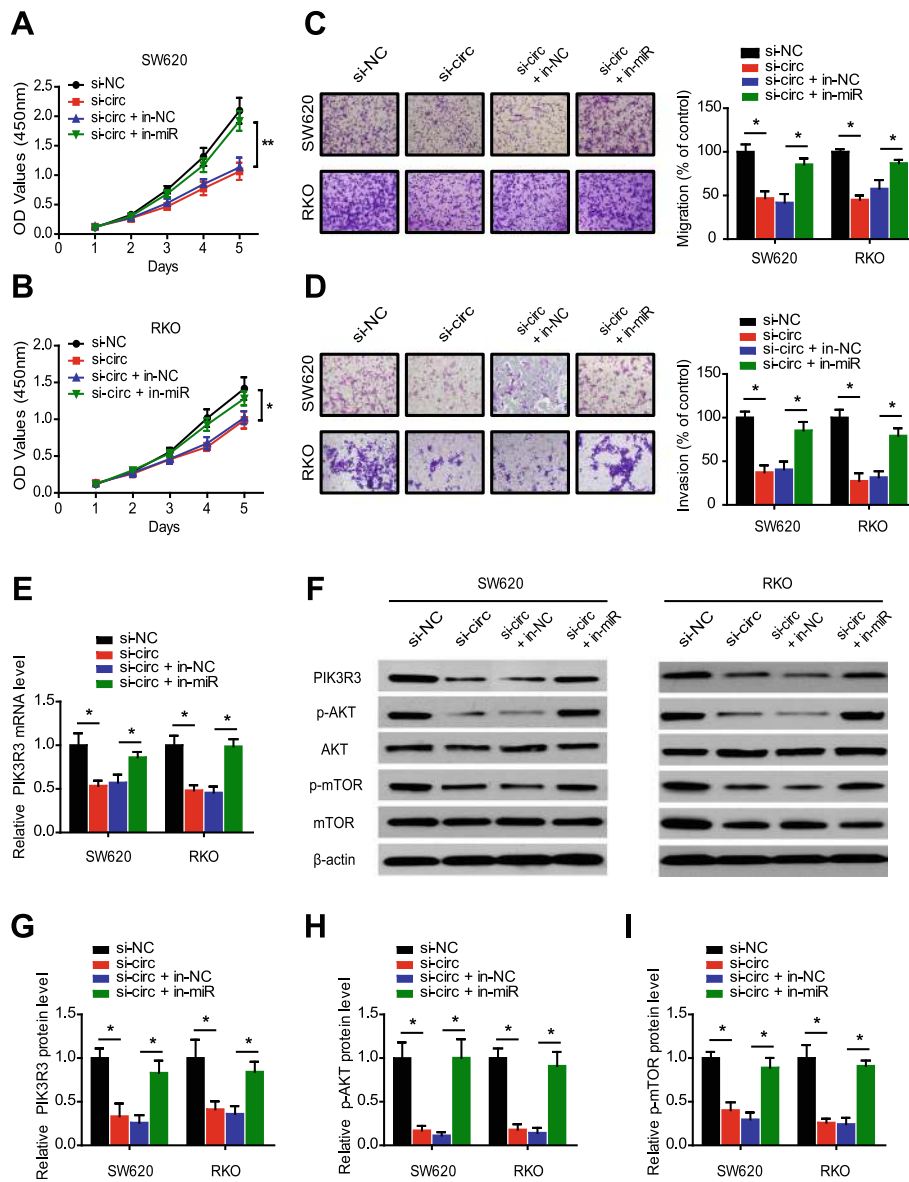 A
SW620
si-NC
si-circ
si-circ + in-NC
si-circ + in-miR
OD Values (450nm)
2.5
2.0
1.5
1.0
0.5
0.0
**
0 1 2 3 4 5
Days
B
RKO
si-NC
si-circ
si-circ + in-NC
si-circ + in-miR
OD Values (450nm)
2.0
1.5
1.0
0.5
0.0
*
0 1 2 3 4 5
Days
C
si-NC
si-circ
si-circ
+ in-NC
si-circ
+ in-miR
SW620
RKO
si-NC
si-circ
si-circ + in-NC
si-circ + in-miR
Migration (% of control)
150
100
50
0
* * * *
SW620 RKO
D
si-NC
si-circ
si-circ
+ in-NC
si-circ
+ in-miR
SW620
RKO
si-NC
si-circ
si-circ + in-NC
si-circ + in-miR
Invasion (% of control)
150
100
50
0
* * * *
SW620 RKO
E
si-NC
si-circ
si-circ + in-NC
si-circ + in-miR
Relative PIK3R3 mRNA level
1.5
1.0
0.5
0.0
* * * *
SW620 RKO
F
SW620 RKO
si-NC
si-circ
si-circ
+ in-NC
si-circ
+ in-miR
si-NC
si-circ
si-circ
+ in-NC
si-circ
+ in-miR
PIK3R3
p-AKT
AKT
p-mTOR
mTOR
β-actin
G
si-NC
si-circ
si-circ + in-NC
si-circ + in-miR
Relative PIK3R3 protein level
1.5
1.0
0.5
0.0
* * * *
SW620 RKO
H
si-NC
si-circ
si-circ + in-NC
si-circ + in-miR
Relative p-AKT protein level
1.5
1.0
0.5
0.0
* * * *
SW620 RKO
I
si-NC
si-circ
si-circ + in-NC
si-circ + in-miR
Relative p-mTOR protein level
1.5
1.0
0.5
0.0
* * * *
SW620 RKO